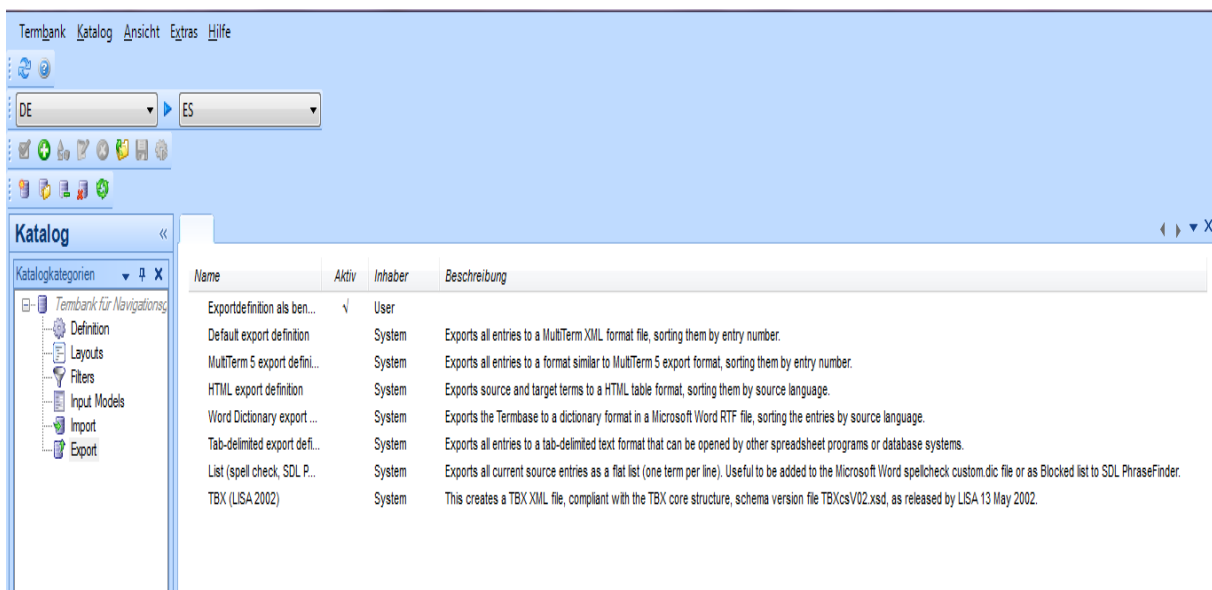 Termbank Katalog Ansicht Extras Hilfe
DE ES
Katalog
Katalogkategorien
Termbank für Navigationsg
Definition
Layouts
Filters
Input Models
Import
Export
Name Aktiv Inhaber Beschreibung
Exportdefinition als ben... √ User
Default export definition System Exports all entries to a MultiTerm XML format file, sorting them by entry number.
MultiTerm 5 export defini... System Exports all entries to a format similar to MultiTerm 5 export format, sorting them by entry number.
HTML export definition System Exports source and target terms to a HTML table format, sorting them by source language.
Word Dictionary export ... System Exports the Termbase to a dictionary format in a Microsoft Word RTF file, sorting the entries by source language.
Tab-delimited export defi... System Exports all entries to a tab-delimited text format that can be opened by other spreadsheet programs or database systems.
List (spell check, SDL P... System Exports all current source entries as a flat list (one term per line). Useful to be added to the Microsoft Word spellcheck custom.dic file or as Blocked list to SDL PhraseFinder.
TBX (LISA 2002) System This creates a TBX XML file, compliant with the TBX core structure, schema version file TBXcsV02.xsd, as released by LISA 13 May 2002.